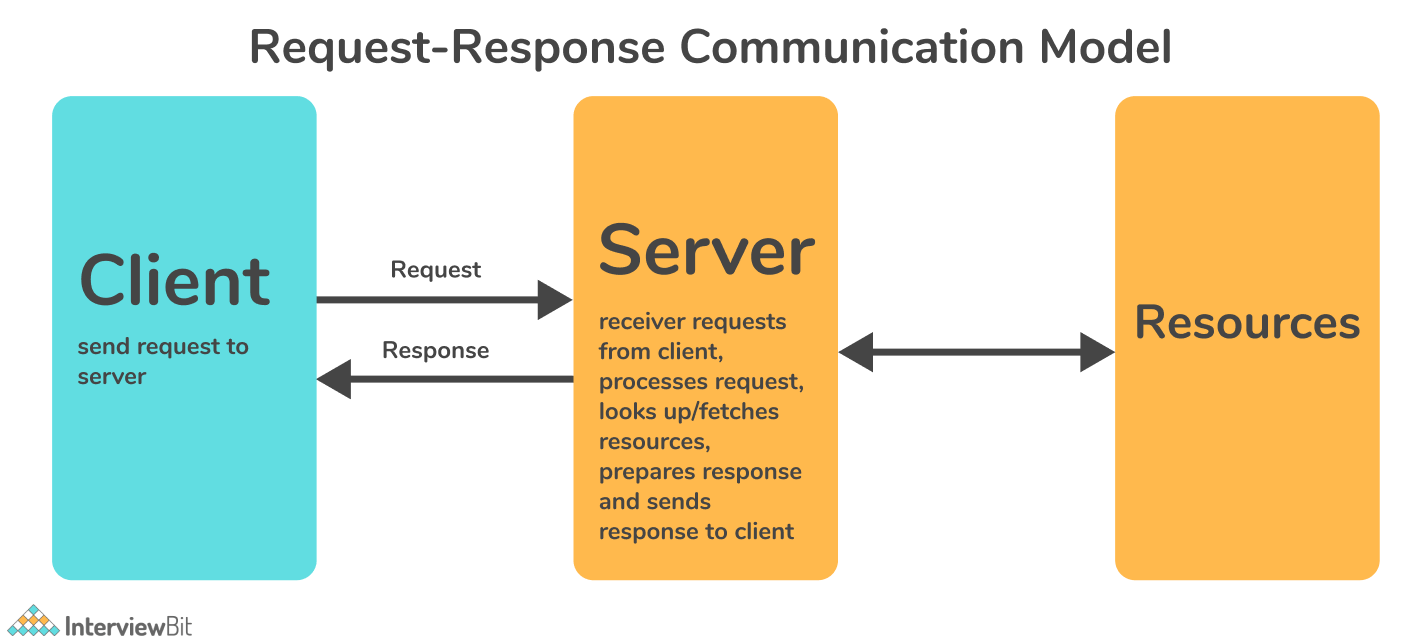 Request-Response Communication Model
Client
send request to
server
Request
Response
Server
receiver requests
from client,
processes request,
looks up/fetches
resources,
prepares response
and sends
response to client
Resources
InterviewBit